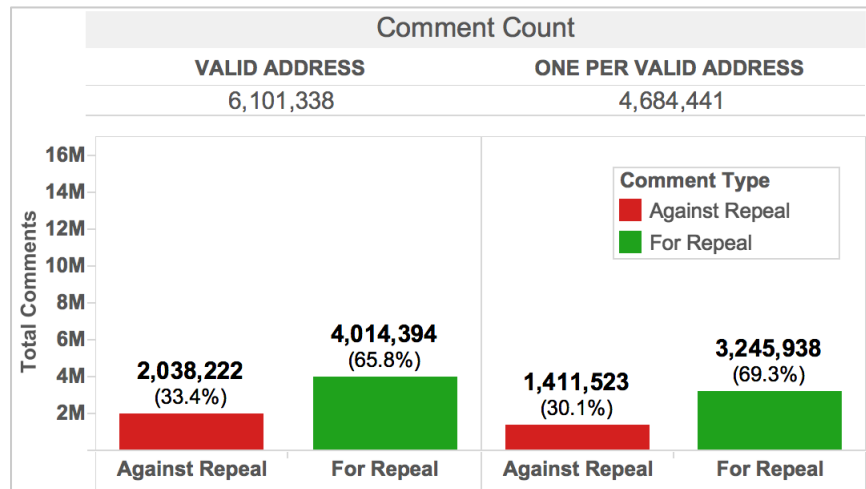 Comment Count
VALID ADDRESS
ONE PER VALID ADDRESS
6,101,338
4,684,441
Total Comments
16M
14M
12M
10M
8M
6M
4M
2M
Comment Type
Against Repeal
For Repeal
2,038,222
(33.4%)
4,014,394
(65.8%)
1,411,523
(30.1%)
3,245,938
(69.3%)
Against Repeal
For Repeal
Against Repeal
For Repeal